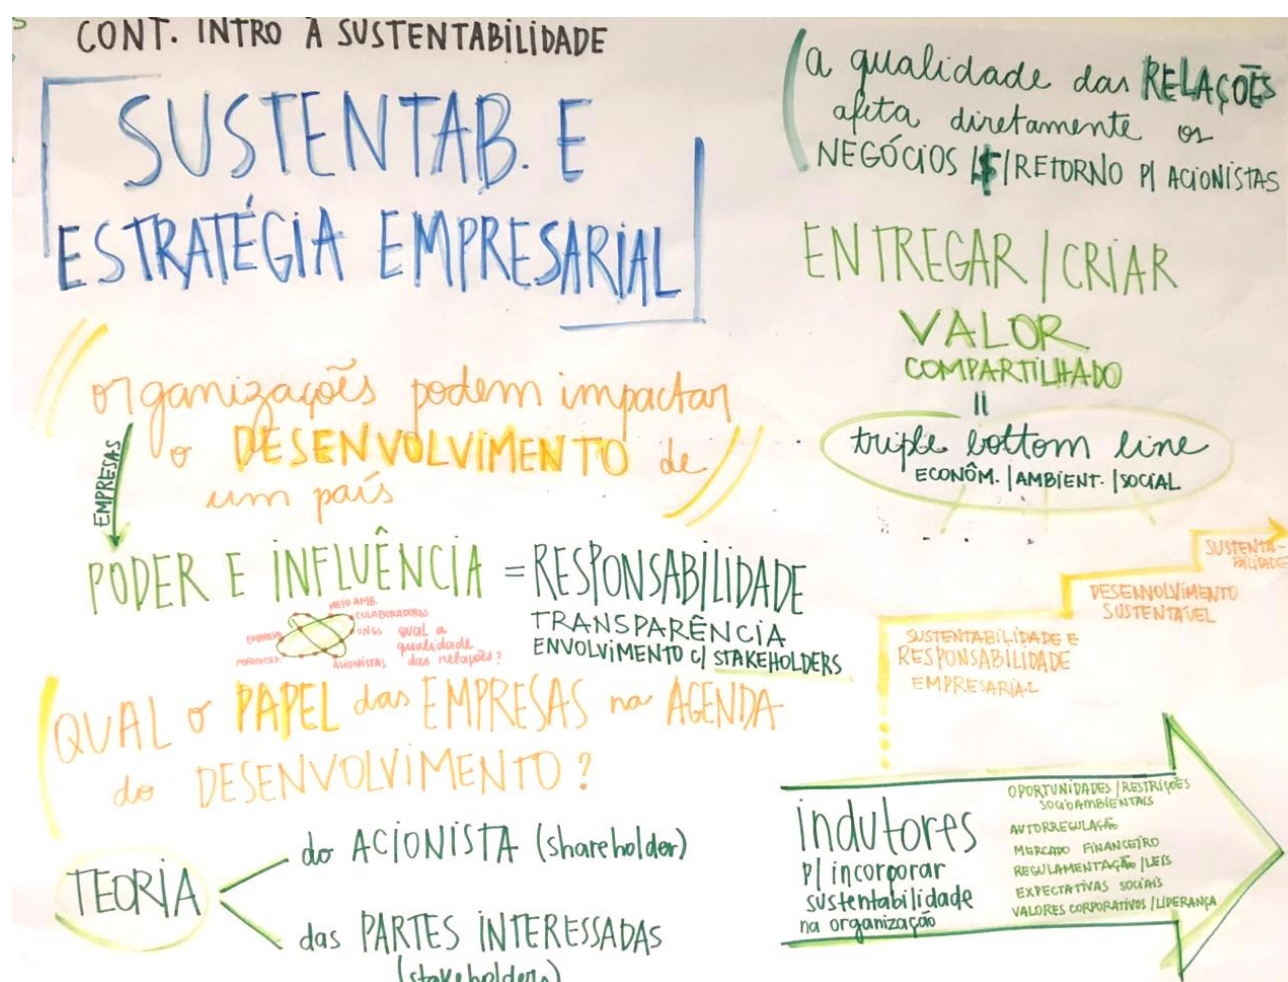 CONT. INTRO À SUSTENTABILIDADE
SUSTENTAB. E
ESTRATÉGIA EMPRESARIAL
organizações podem impactar
o DESENVOLVIMENTO de
um país
EMPRESAS
PODER E INFLUÊNCIA = RESPONSABILIDADE
TRANSPARÊNCIA
ENVOLVIMENTO C/ STAKEHOLDERS
MEIO AMB.
COLABORADORES
ONGS
ACIONISTAS
FORNECED.
EMPRESA
qual a
qualidade
das relações?
QUAL o PAPEL das EMPRESAS na AGENDA
do DESENVOLVIMENTO?
TEORIA
do ACIONISTA (shareholder)
das PARTES INTERESSADAS
(stakeholders)
a qualidade das RELAÇÕES
afeta diretamente os
NEGÓCIOS /$/ RETORNO P/ ACIONISTAS
ENTREGAR / CRIAR
VALOR
COMPARTILHADO
=
triple bottom line
ECONÔM. / AMBIENT. / SOCIAL
SUSTENTA-
BILIDADE
DESENVOLVIMENTO
SUSTENTÁVEL
SUSTENTABILIDADE E
RESPONSABILIDADE
EMPRESARIAL
indutores
p/ incorporar
sustentabilidade
na organização
OPORTUNIDADES / RESTRIÇÕES
SOCIOAMBIENTAIS
AUTORREGULAÇÃO
MERCADO FINANCEIRO
REGULAMENTAÇÃO / LEIS
EXPECTATIVAS SOCIAIS
VALORES CORPORATIVOS / LIDERANÇA